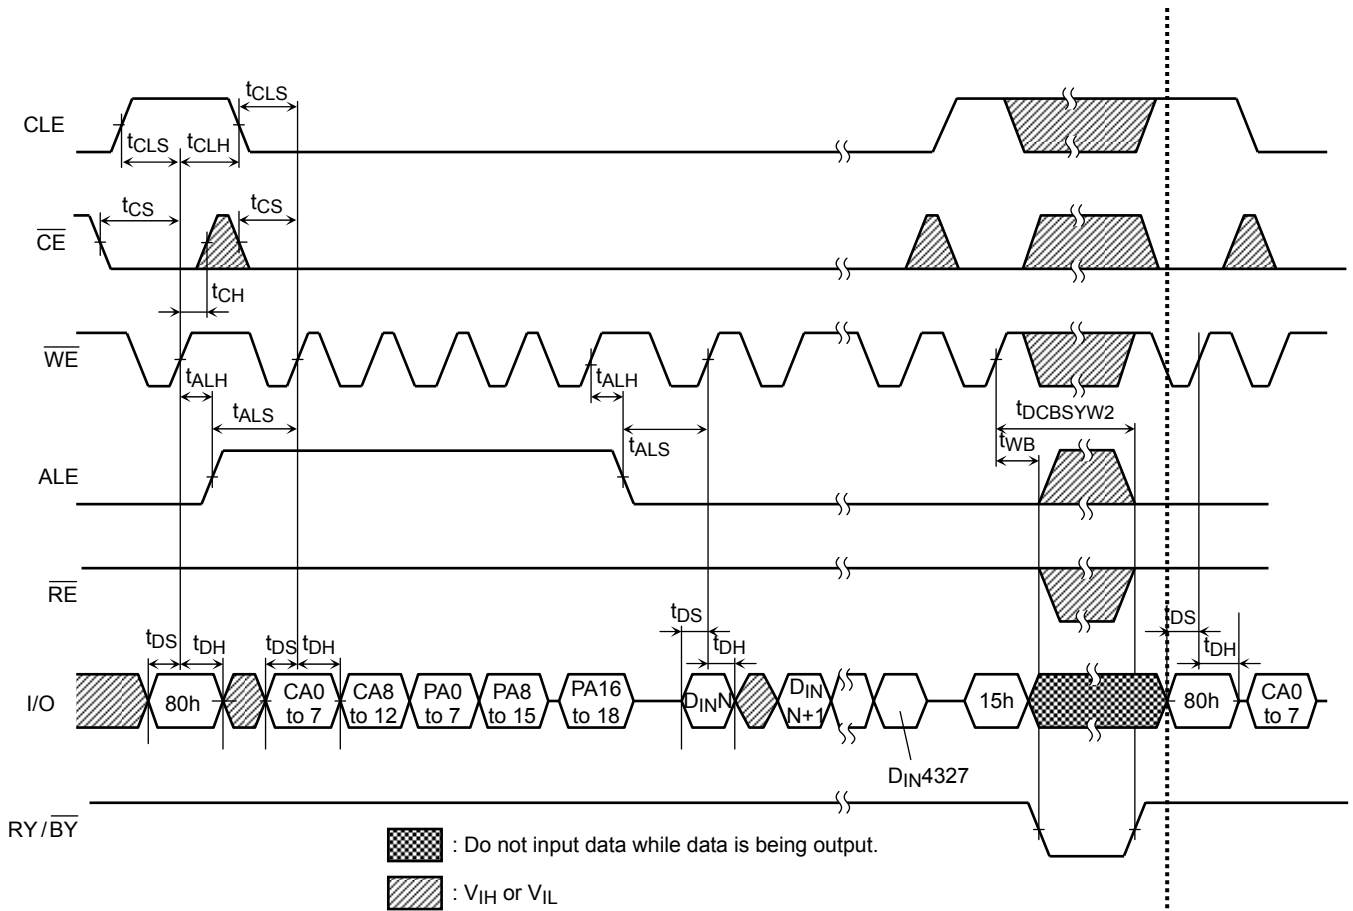 CLE
tCLS
tCLS
tCLH
CE
tCS
tCS
tCH
WE
tALH
tALS
tALH
tALS
tDCBSYW2
tWB
ALE
RE
tDS
tDH
tDS
tDH
tDS
tDH
tDS
tDH
I/O
80h
CA0
to 7
CA8
to 12
PA0
to 7
PA8
to 15
PA16
to 18
DINN
DIN
N+1
DIN4327
15h
80h
CA0
to 7
RY/BY
: Do not input data while data is being output.
: VIH or VIL